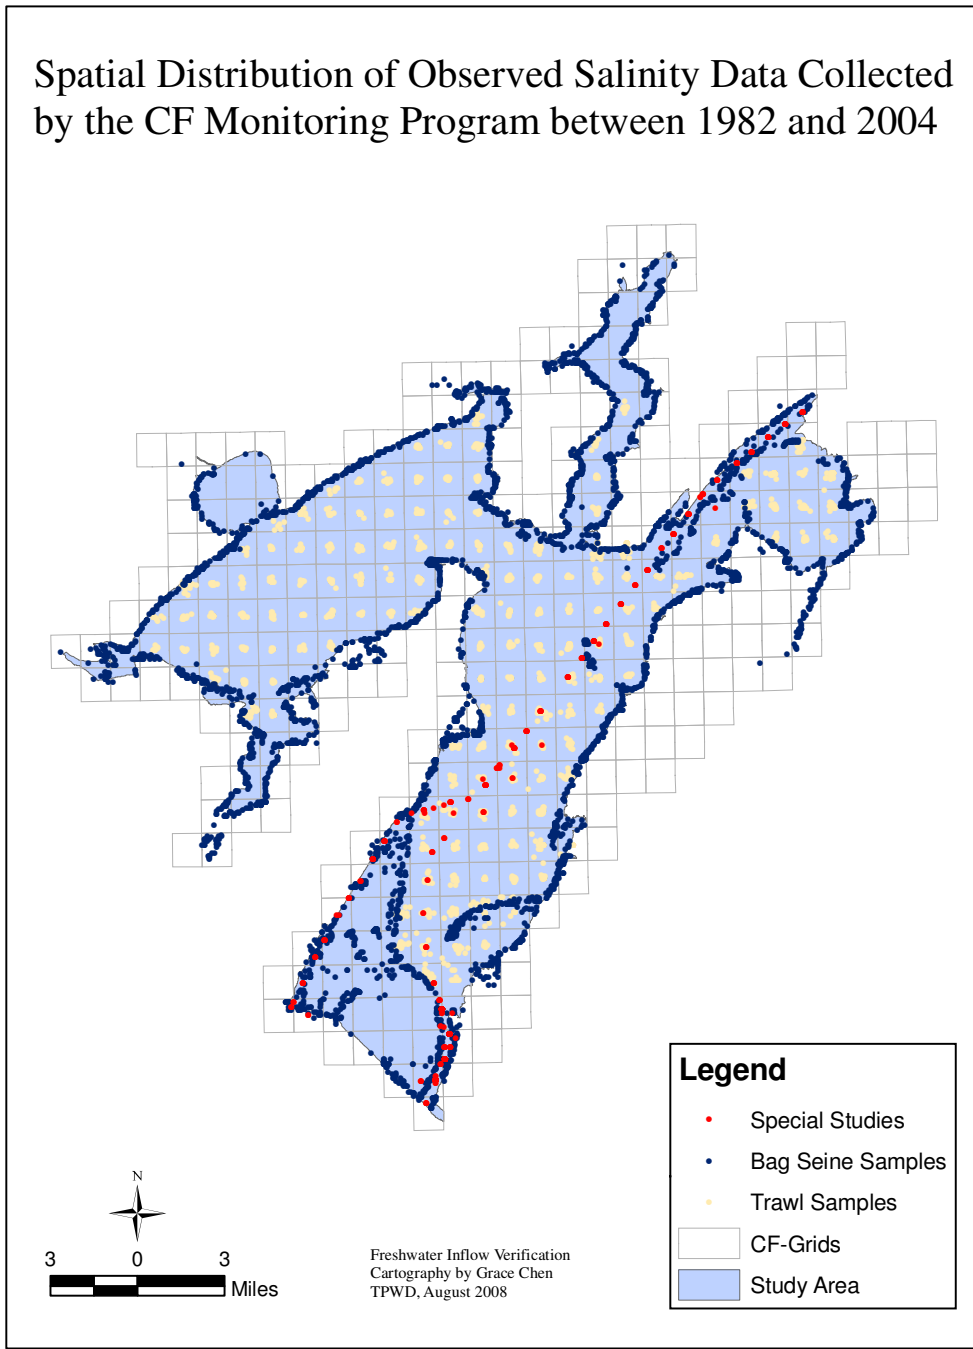 Spatial Distribution of Observed Salinity Data Collected
by the CF Monitoring Program between 1982 and 2004
Legend
Special Studies
Bag Seine Samples
Trawl Samples
CF-Grids
Study Area
N
3 0 3
Miles
Freshwater Inflow Verification
Cartography by Grace Chen
TPWD, August 2008